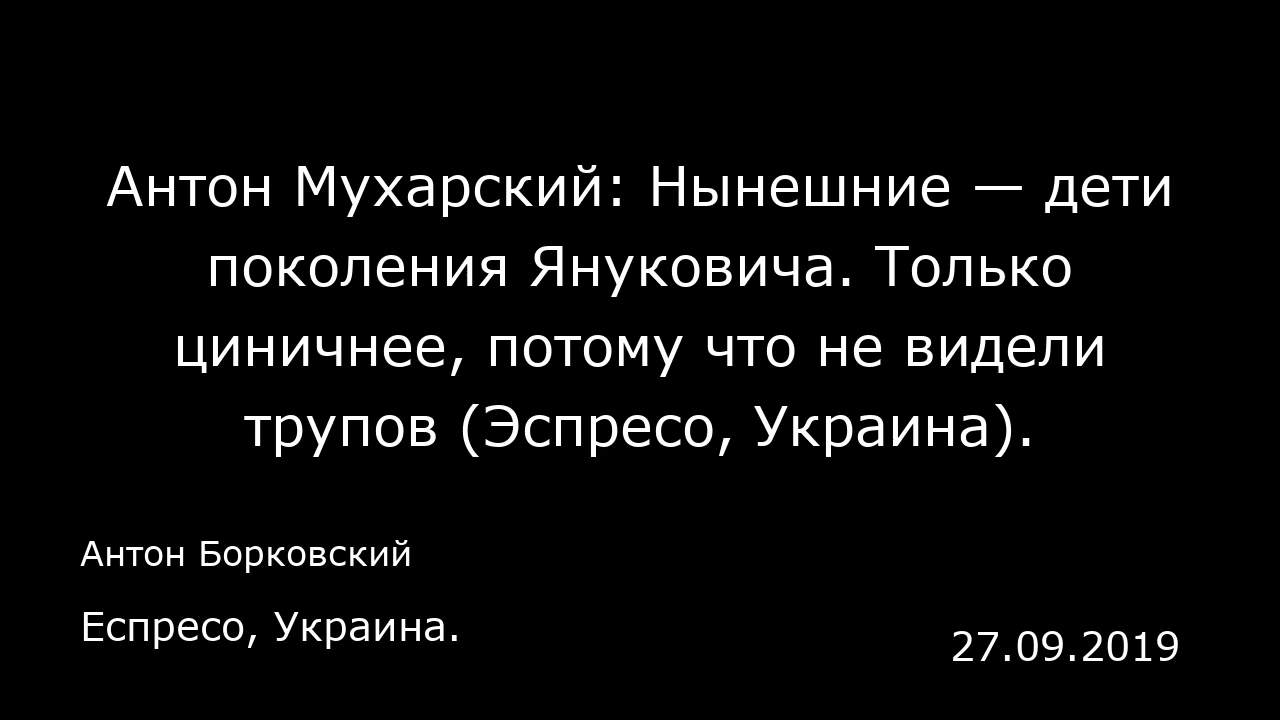 Антон Мухарский: Нынешние — дети
поколения Януковича. Только
циничнее, потому что не видели
трупов (Эспресо, Украина).
Антон Борковский
Еспресо, Украина.
27.09.2019